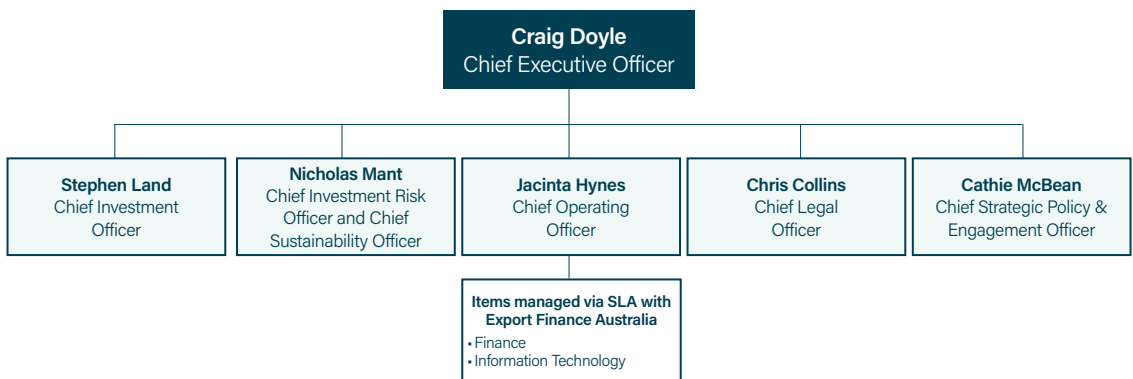 Craig Doyle
Chief Executive Officer
Stephen Land
Chief Investment
Officer
Nicholas Mant
Chief Investment Risk
Officer and Chief
Sustainability Officer
Jacinta Hynes
Chief Operating
Officer
Chris Collins
Chief Legal
Officer
Cathie McBean
Chief Strategic Policy &
Engagement Officer
Items managed via SLA with
Export Finance Australia
• Finance
• Information Technology